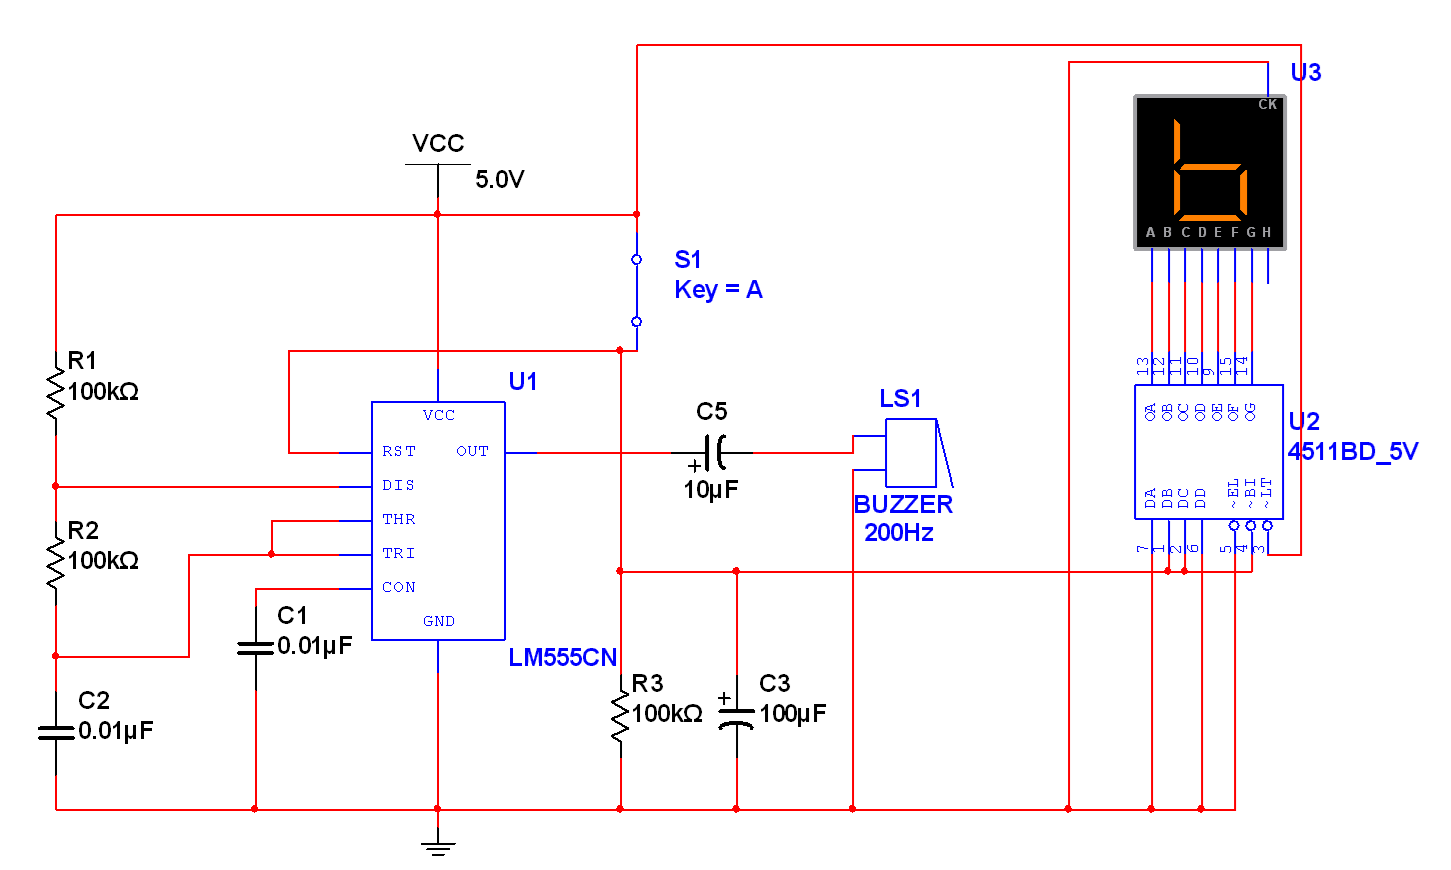 U3
CK
VCC
5.0V
A B C D E F G H
S1
Key = A
R1
100kΩ
U1
13 12 11 10 9 15 14
VCC
LS1
C5
OA OB OC OD OE OF OG
U2
4511BD_5V
RST OUT
DIS
10µF
BUZZER
200Hz
DA DB DC DD ~EL ~BI ~LT
THR
R2
100kΩ
TRI
7 1 2 6 5 4 3
CON
C1
0.01µF
GND
LM555CN
R3
100kΩ
C3
100µF
C2
0.01µF